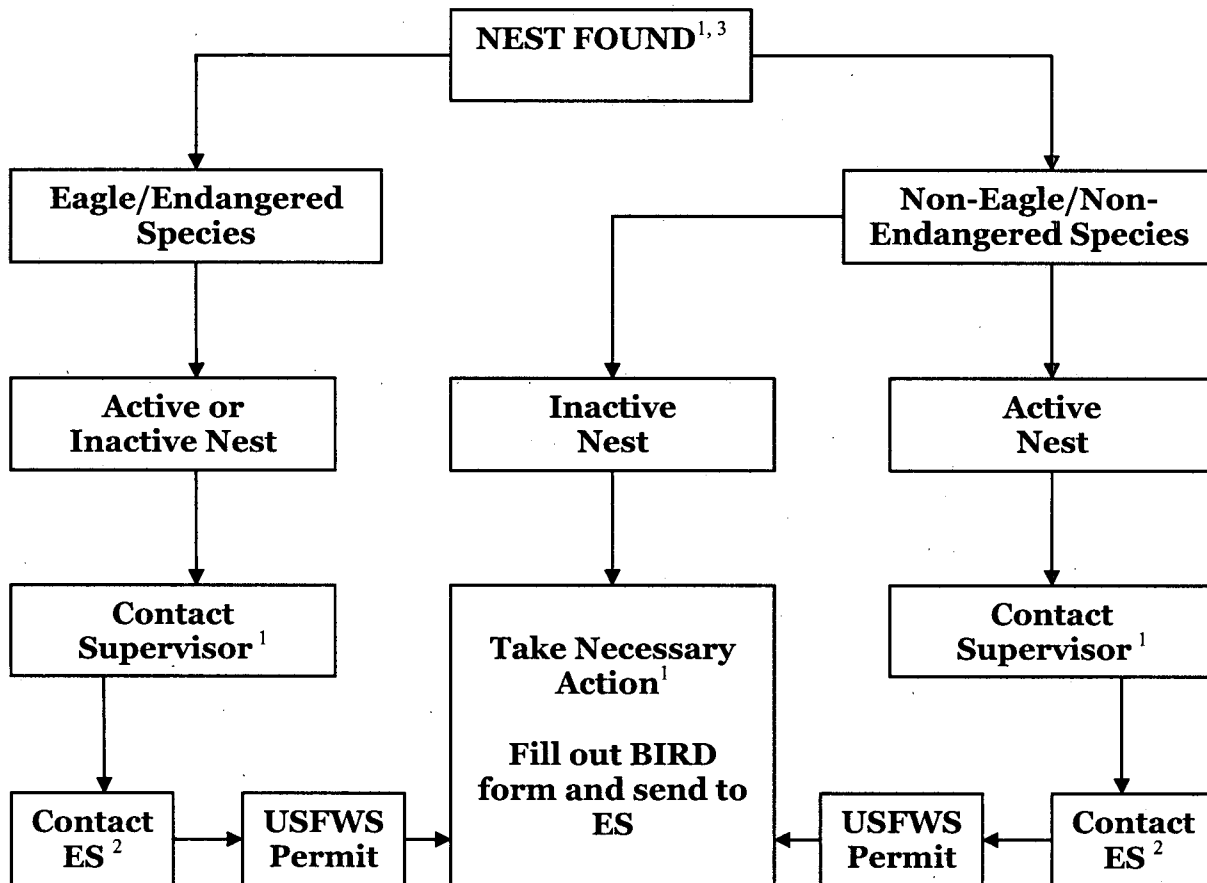 NEST FOUND1, 3
Eagle/Endangered
Species
Non-Eagle/Non-
Endangered Species
Active or
Inactive Nest
Inactive
Nest
Active
Nest
Contact
Supervisor 1
Take Necessary
Action1
Fill out BIRD
form and send to
ES
Contact
Supervisor 1
Contact
ES 2
USFWS
Permit
USFWS
Permit
Contact
ES 2